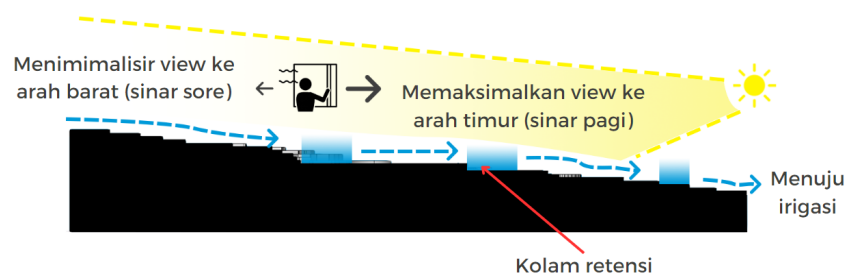 Menimimalisir view ke
arah barat (sinar sore)
Memaksimalkan view ke
arah timur (sinar pagi)
Menuju
irigasi
Kolam retensi